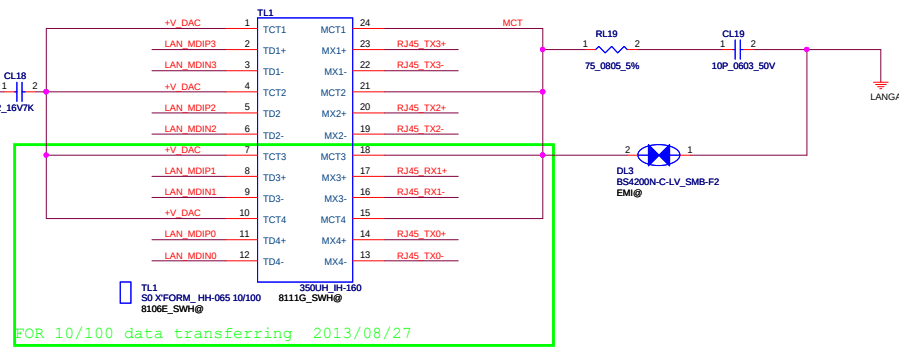 TL1
+V_DAC 1 TCT1 MCT1 24 MCT
LAN_MDIP3 2 TD1+ MX1+ 23 RJ45_TX3+
LAN_MDIN3 3 TD1- MX1- 22 RJ45_TX3-
+V_DAC 4 TCT2 MCT2 21
LAN_MDIP2 5 TD2 MX2+ 20 RJ45_TX2+
LAN_MDIN2 6 TD2- MX2- 19 RJ45_TX2-
+V_DAC 7 TCT3 MCT3 18
LAN_MDIP1 8 TD3+ MX3+ 17 RJ45_RX1+
LAN_MDIN1 9 TD3- MX3- 16 RJ45_RX1-
+V_DAC 10 TCT4 MCT4 15
LAN_MDIP0 11 TD4+ MX4+ 14 RJ45_TX0+
LAN_MDIN0 12 TD4- MX4- 13 RJ45_TX0-
350UH_IH-160
8111G_SWH@
CL18
1 2
_16V7K
RL19
1 2
75_0805_5%
CL19
1 2
10P_0603_50V
LANGA
2 1
DL3
BS4200N-C-LV_SMB-F2
EMI@
TL1
S0 X'FORM_ HH-065 10/100
8106E_SWH@
FOR 10/100 data transferring 2013/08/27